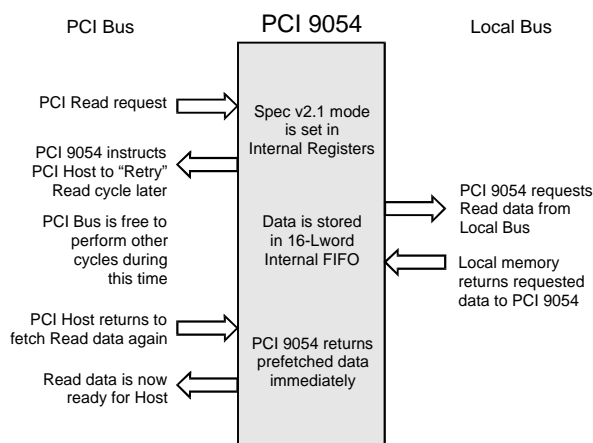 PCI Bus
PCI 9054
Local Bus
PCI Read request
Spec v2.1 mode
is set in
Internal Registers
PCI 9054 instructs
PCI Host to “Retry”
Read cycle later
PCI 9054 requests
Read data from
Local Bus
PCI Bus is free to
perform other
cycles during
this time
Data is stored
in 16-Lword
Internal FIFO
Local memory
returns requested
data to PCI 9054
PCI Host returns to
fetch Read data again
PCI 9054 returns
prefetched data
immediately
Read data is now
ready for Host